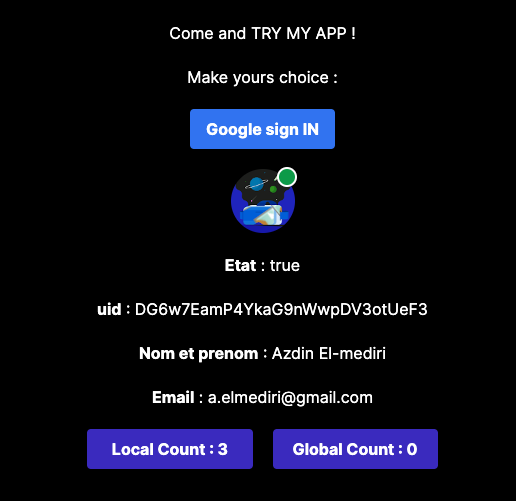 Come and TRY MY APP !
Make yours choice :
Google sign IN
Etat : true
uid : DG6w7EamP4YkaG9nWwpDV3otUeF3
Nom et prenom : Azdin El-mediri
Email : a.elmediri@gmail.com
Local Count : 3 Global Count : 0